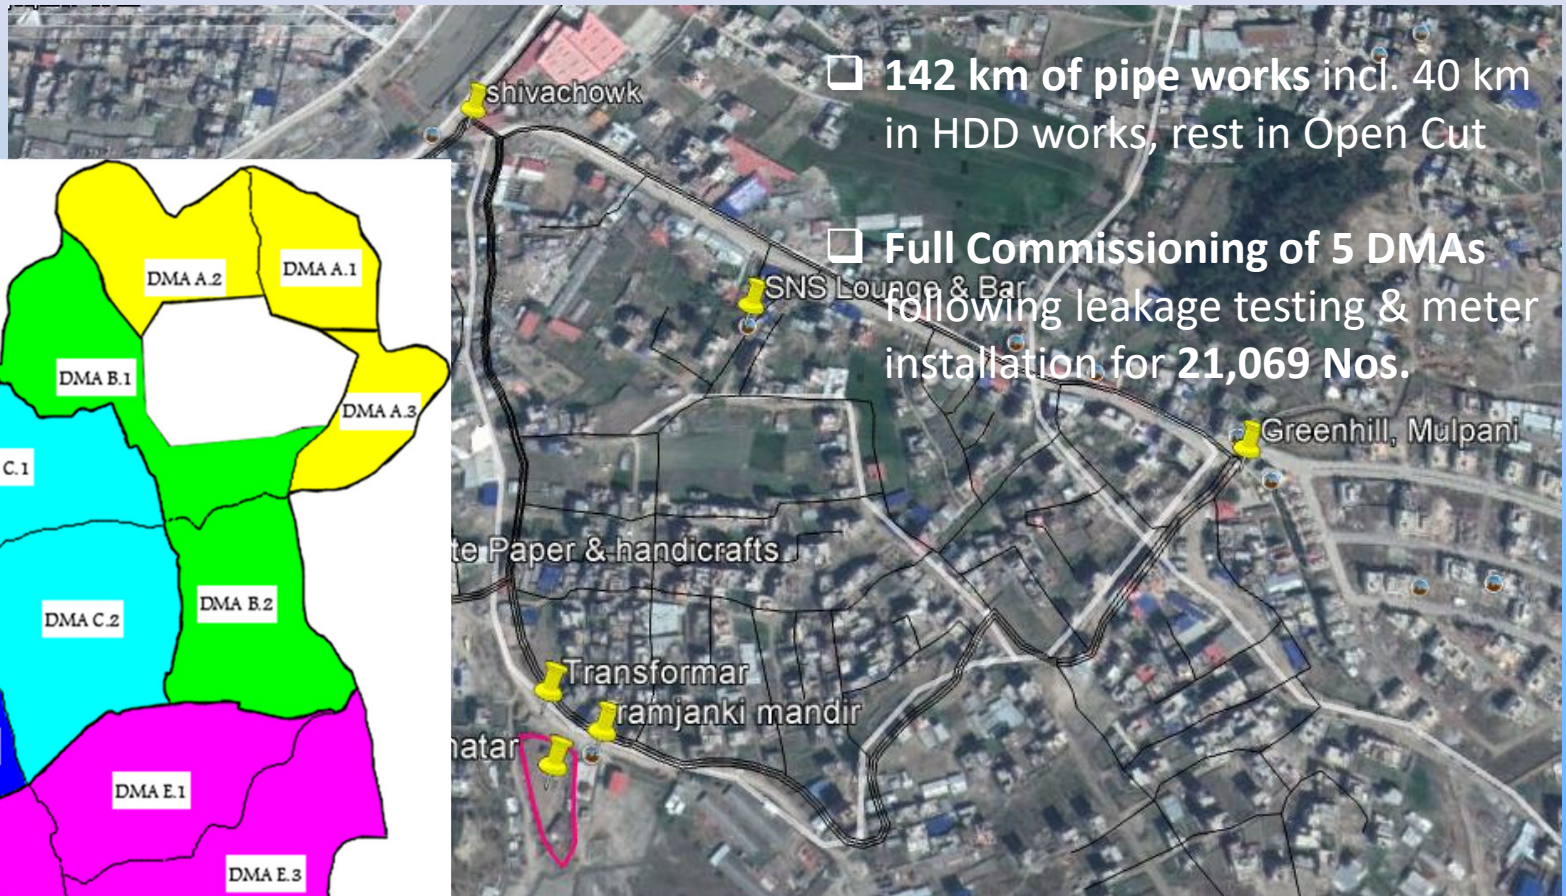 shivachowk
142 km of pipe works incl. 40 km
in HDD works, rest in Open Cut
SNS Lounge & Bar
Full Commissioning of 5 DMAs
following leakage testing & meter
installation for 21,069 Nos.
Greenhill, Mulpani
te Paper & handicrafts
Transformar
ramjanki mandir
natar
DMA A.2
DMA A.1
DMA B.1
DMA A.3
C.1
DMA C.2
DMA B.2
DMA E.1
DMA E.3